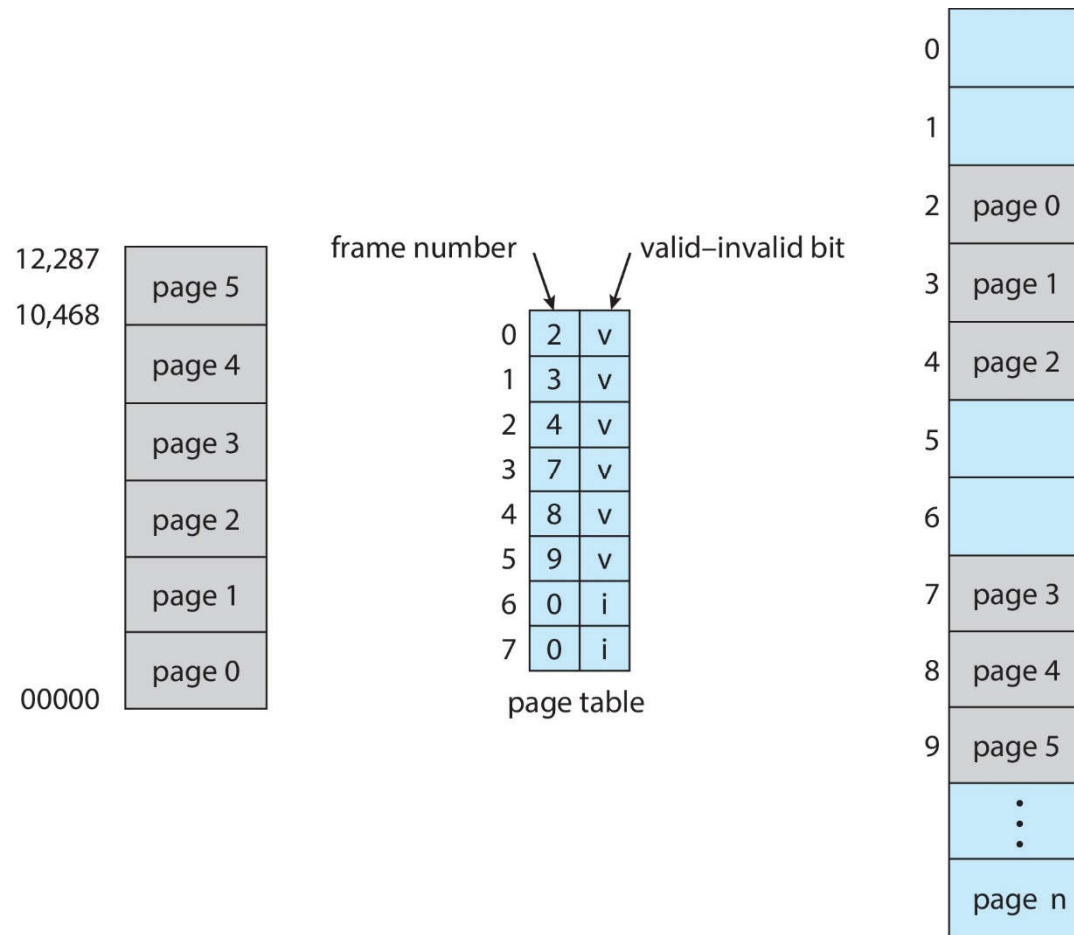 12,287
10,468
00000
page 5
page 4
page 3
page 2
page 1
page 0
frame number
valid–invalid bit
0 2 v
1 3 v
2 4 v
3 7 v
4 8 v
5 9 v
6 0 i
7 0 i
page table
0
1
2 page 0
3 page 1
4 page 2
5
6
7 page 3
8 page 4
9 page 5
page n